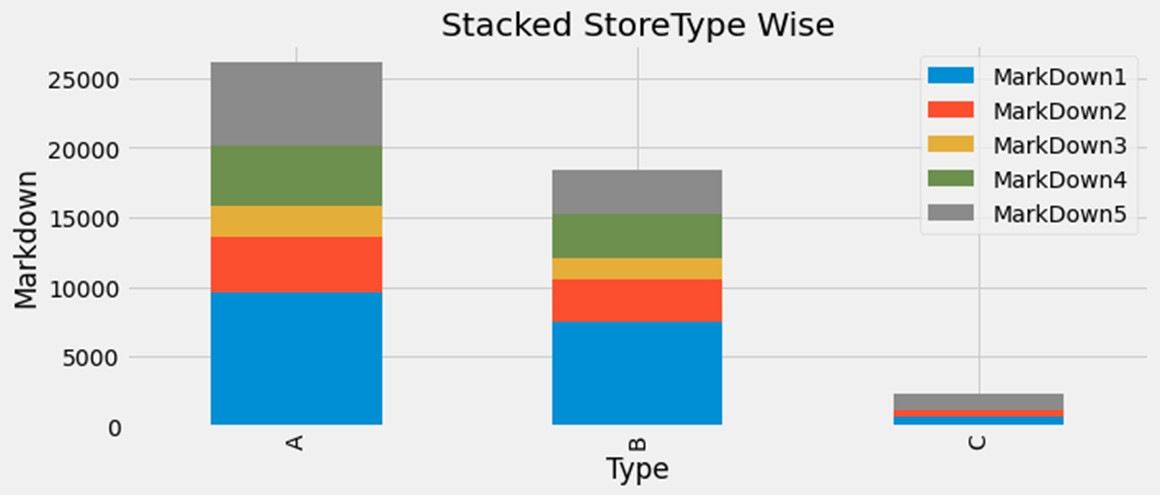 Stacked StoreType Wise
25000
20000
15000
10000
5000
0
Markdown
A
B
C
Type
MarkDown1
MarkDown2
MarkDown3
MarkDown4
MarkDown5